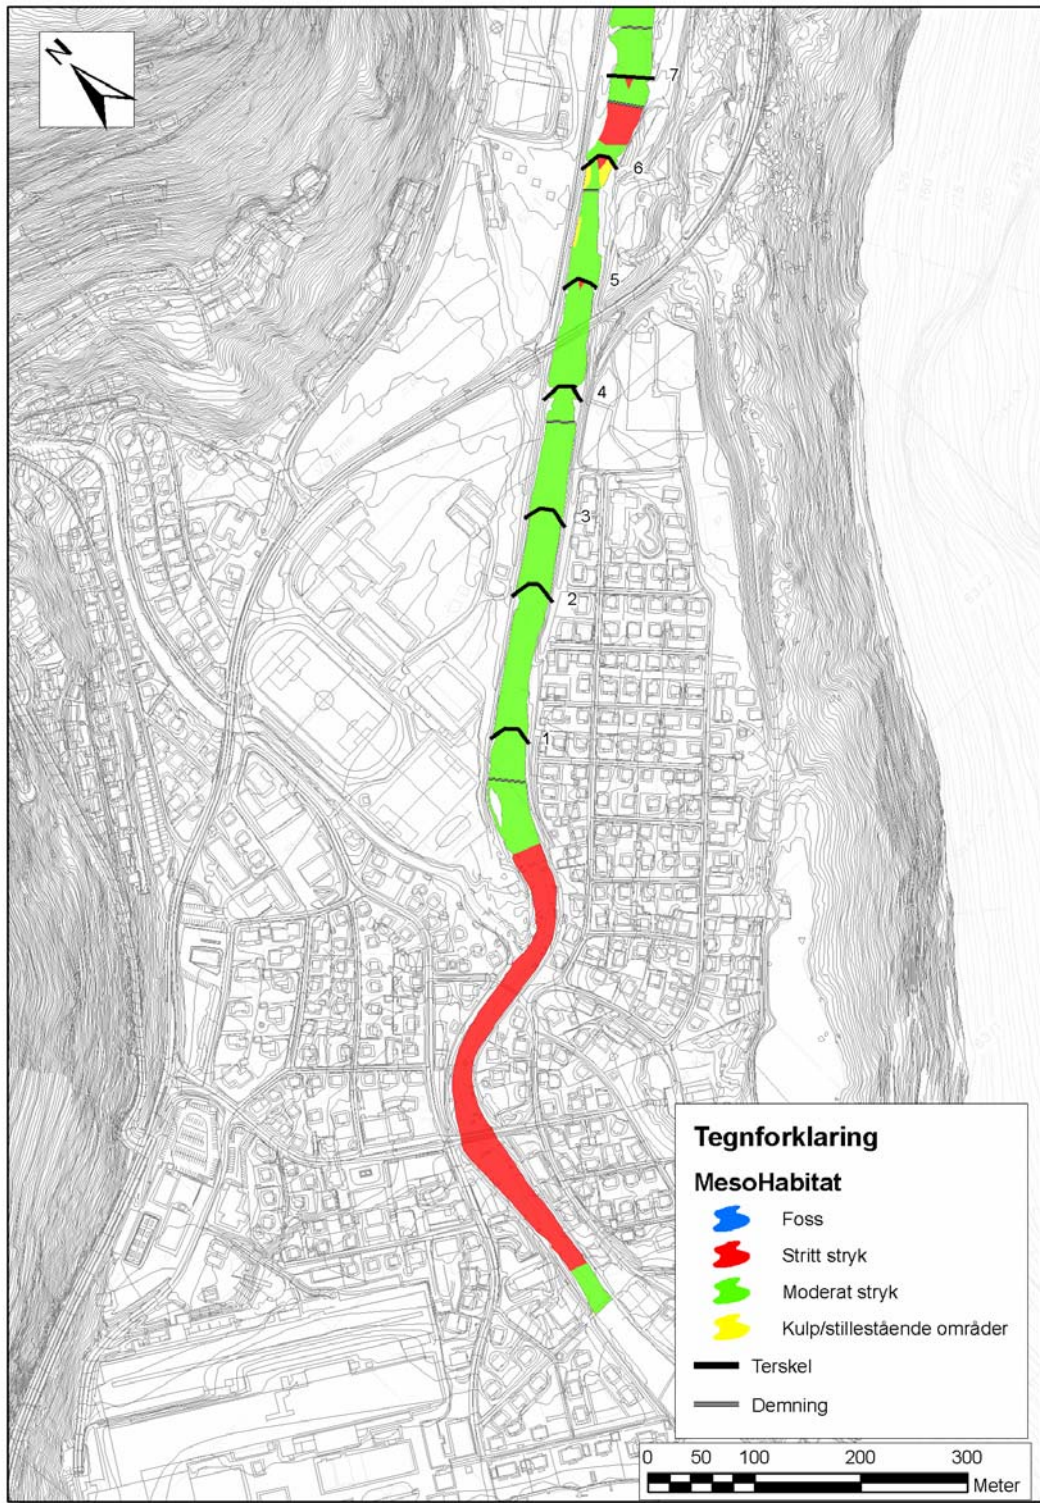 N
7
6
5
4
3
2
1
Tegnforklaring
MesoHabitat
Foss
Stritt stryk
Moderat stryk
Kulp/stillestående områder
Terskel
Demning
0 50 100 200 300
Meter